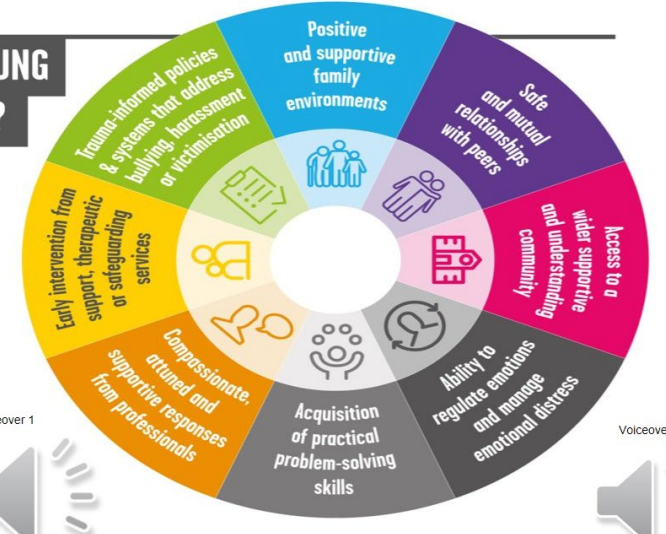 UNG
?
Positive
and supportive
family
environments
Safe
and mutual
relationships
with peers
Access to a
wider supportive
and understanding
community
Ability to
regulate emotions
and manage
emotional distress
Acquisition
of practical
problem-solving
skills
Compassionate,
attuned and
supportive responses
from professionals
Early intervention from
support, therapeutic
or safeguarding
services
Trauma-informed policies
& systems that address
bullying, harassment
or victimisation
eover 1
Voiceove